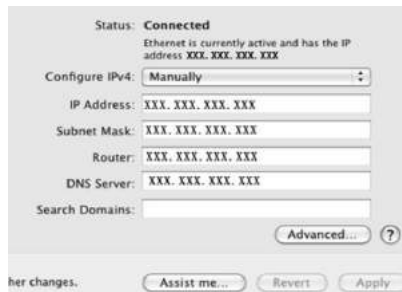 Status: Connected
Ethernet is currently active and has the IP
address XXX. XXX. XXX. XXX
Configure IPv4: Manually
IP Address: XXX. XXX. XXX. XXX
Subnet Mask: XXX. XXX. XXX. XXX
Router: XXX. XXX. XXX. XXX
DNS Server: XXX. XXX. XXX. XXX
Search Domains:
Advanced... ?
her changes. Assist me... Revert Apply